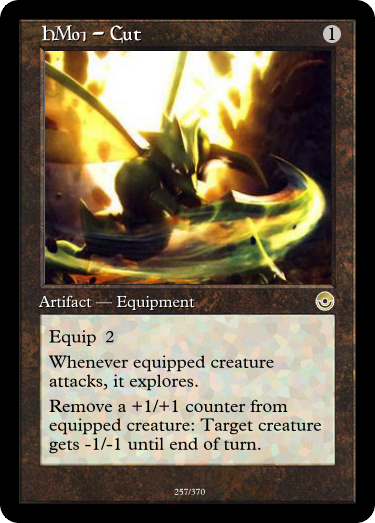 HM01 – Cut 1
Artifact — Equipment
Equip 2
Whenever equipped creature
attacks, it explores.
Remove a +1/+1 counter from
equipped creature: Target creature
gets -1/-1 until end of turn.
257/370